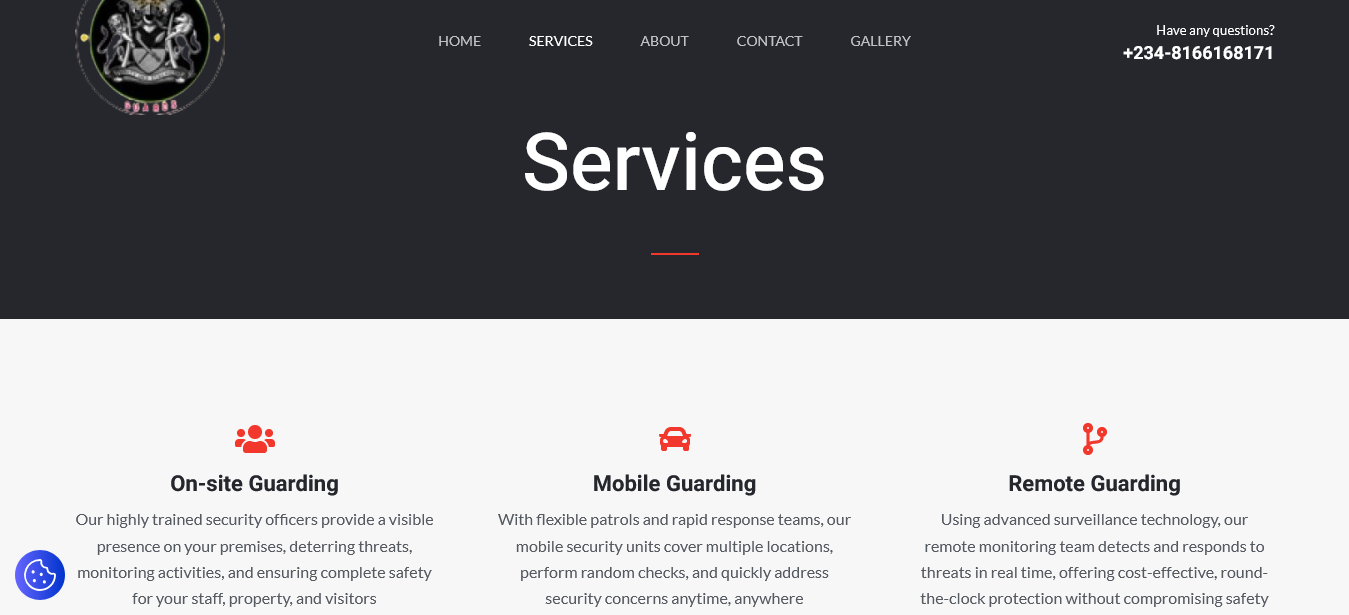 HOME
SERVICES
ABOUT
CONTACT
GALLERY
Have any questions?
+234-8166168171
Services
On-site Guarding
Our highly trained security officers provide a visible
presence on your premises, deterring threats,
monitoring activities, and ensuring complete safety
for your staff, property, and visitors
Mobile Guarding
With flexible patrols and rapid response teams, our
mobile security units cover multiple locations,
perform random checks, and quickly address
security concerns anytime, anywhere
Remote Guarding
Using advanced surveillance technology, our
remote monitoring team detects and responds to
threats in real time, offering cost-effective, round-
the-clock protection without compromising safety